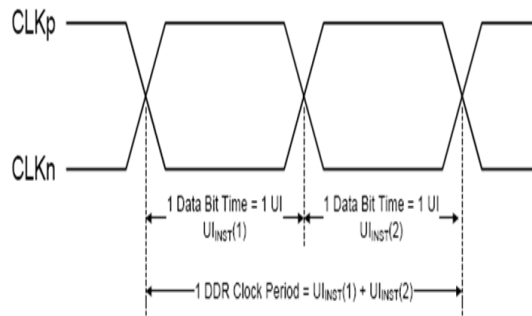 CLKp
CLKn
1 Data Bit Time = 1 UI
UIINST(1)
1 Data Bit Time = 1 UI
UIINST(2)
1 DDR Clock Period = UIINST(1) + UIINST(2)